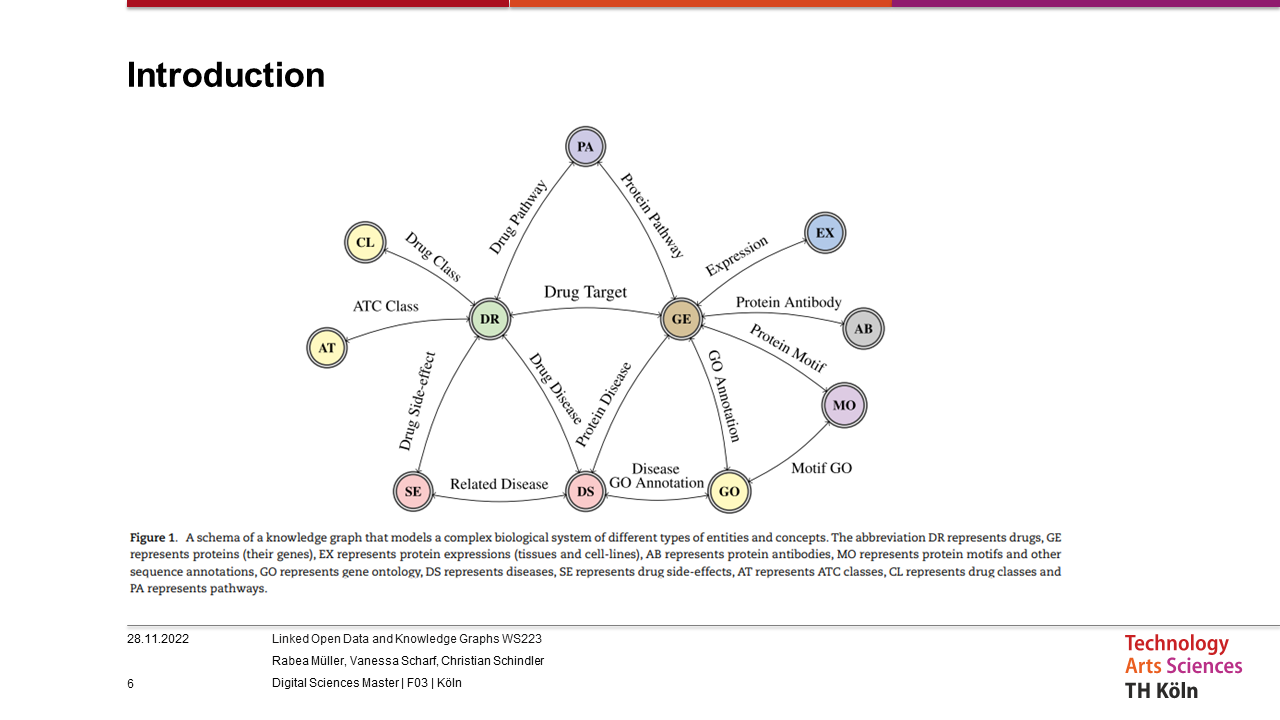 Introduction
PA
Drug Pathway
Protein Pathway
CL
Drug Class
EX
Expression
ATC Class
Drug Target
Protein Antibody
DR
GE
AB
AT
Protein Motif
Drug Side-effect
Drug Disease
Protein Disease
GO Annotation
MO
Related Disease
Disease
GO Annotation
Motif GO
SE
DS
GO
Figure 1. A schema of a knowledge graph that models a complex biological system of different types of entities and concepts. The abbreviation DR represents drugs, GE
represents proteins (their genes), EX represents protein expressions (tissues and cell-lines), AB represents protein antibodies, MO represents protein motifs and other
sequence annotations, GO represents gene ontology, DS represents diseases, SE represents drug side-effects, AT represents ATC classes, CL represents drug classes and
PA represents pathways.
28.11.2022
Linked Open Data and Knowledge Graphs WS223
Rabea Müller, Vanessa Scharf, Christian Schindler
6
Digital Sciences Master | F03 | Köln
Technology
Arts Sciences
TH Köln